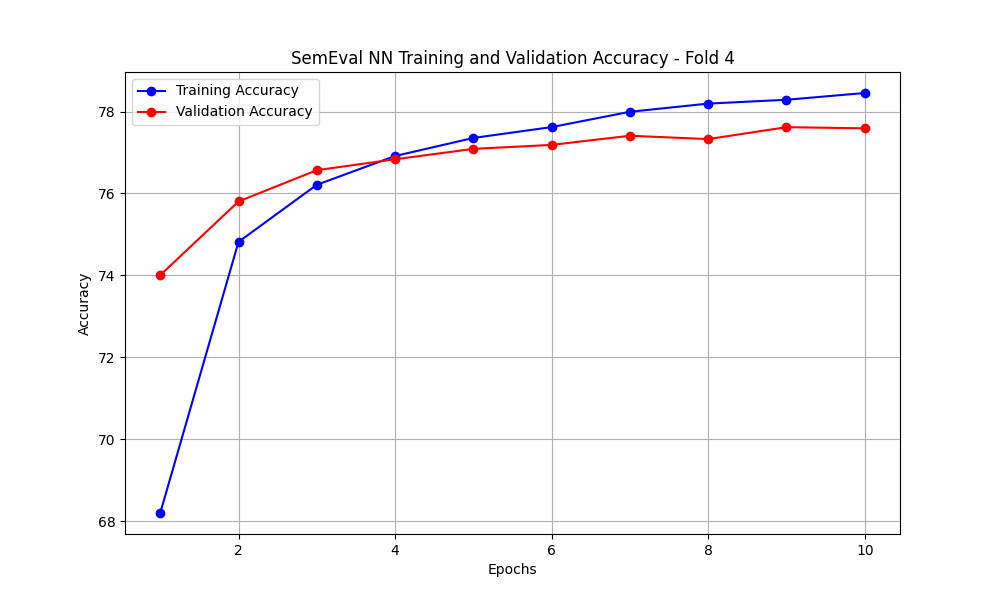 SemEval NN Training and Validation Accuracy - Fold 4
Training Accuracy
Validation Accuracy
Accuracy
78
76
74
72
70
68
2 4 6 8 10
Epochs